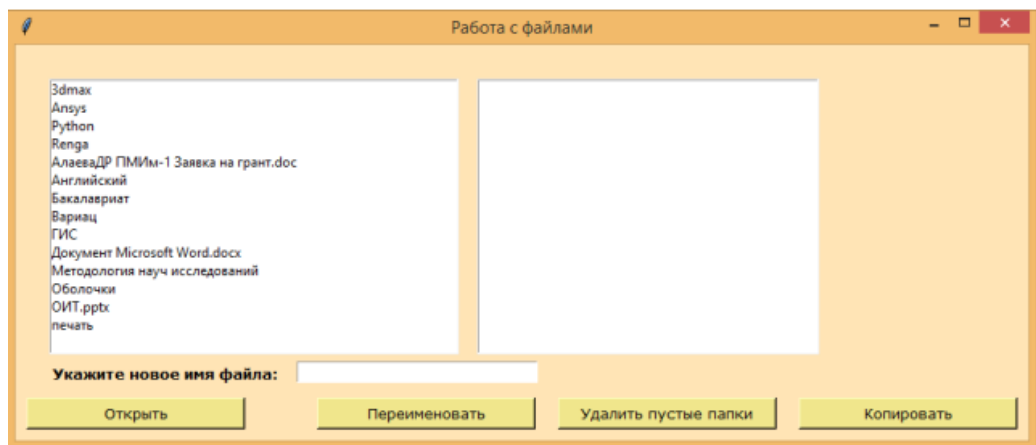 Работа с файлами
3dmax
Ansys
Python
Renga
АлаеваДР ПМИм-1 Заявка на грант.doc
Английский
Бакалавриат
Вариац
ГИС
Документ Microsoft Word.docx
Методология науч исследований
Оболочки
ОИТ.pptx
печать
Укажите новое имя файла:
Открыть Переименовать Удалить пустые папки Копировать